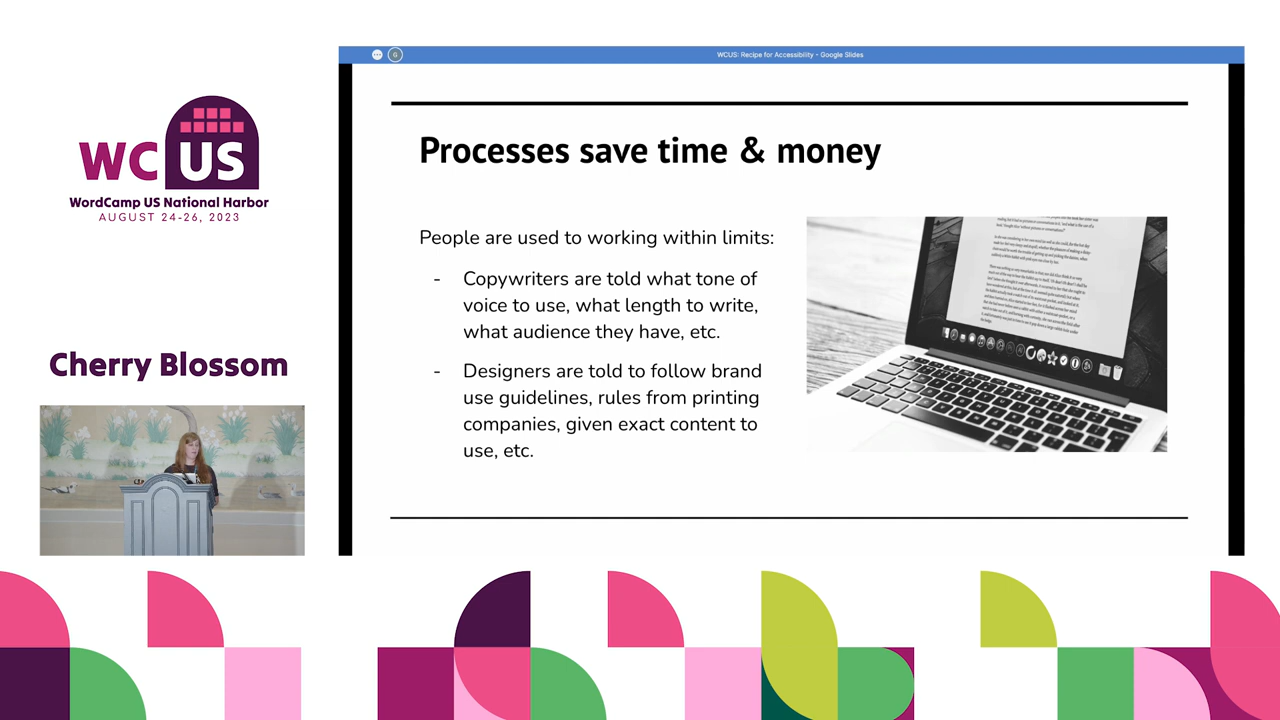 WCUS: Recipe for Accessibility - Google Slides
G
WC US
WordCamp US National Harbor
AUGUST 24-26, 2023
Cherry Blossom
Processes save time & money
People are used to working within limits:
- Copywriters are told what tone of
voice to use, what length to write,
what audience they have, etc.
- Designers are told to follow brand
use guidelines, rules from printing
companies, given exact content to
use, etc.